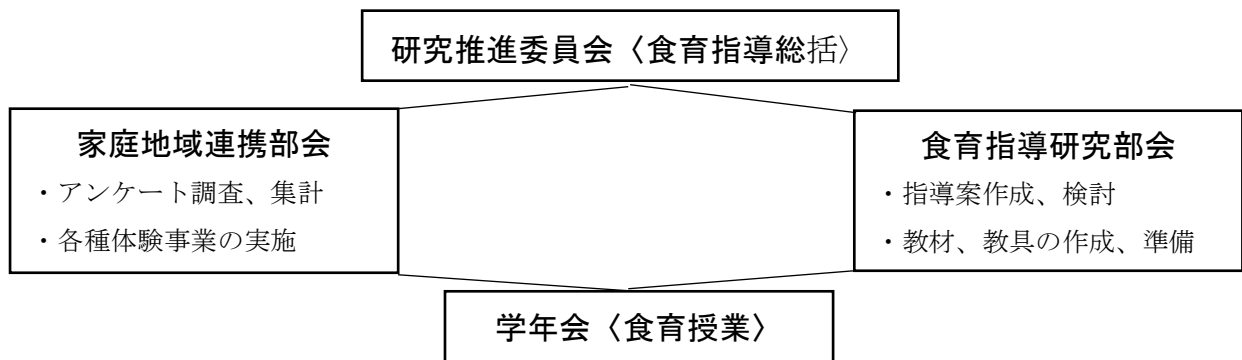 研究推進委員会〈食育指導総括〉
家庭地域連携部会
・アンケート調査、集計
・各種体験事業の実施
食育指導研究部会
・指導案作成、検討
・教材、教具の作成、準備
学年会〈食育授業〉